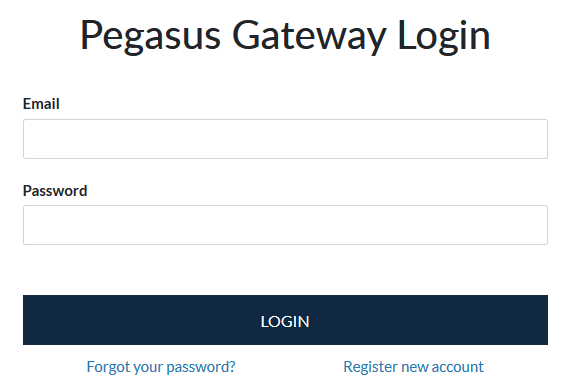 Pegasus Gateway Login
Email
Password
LOGIN
Forgot your password? Register new account